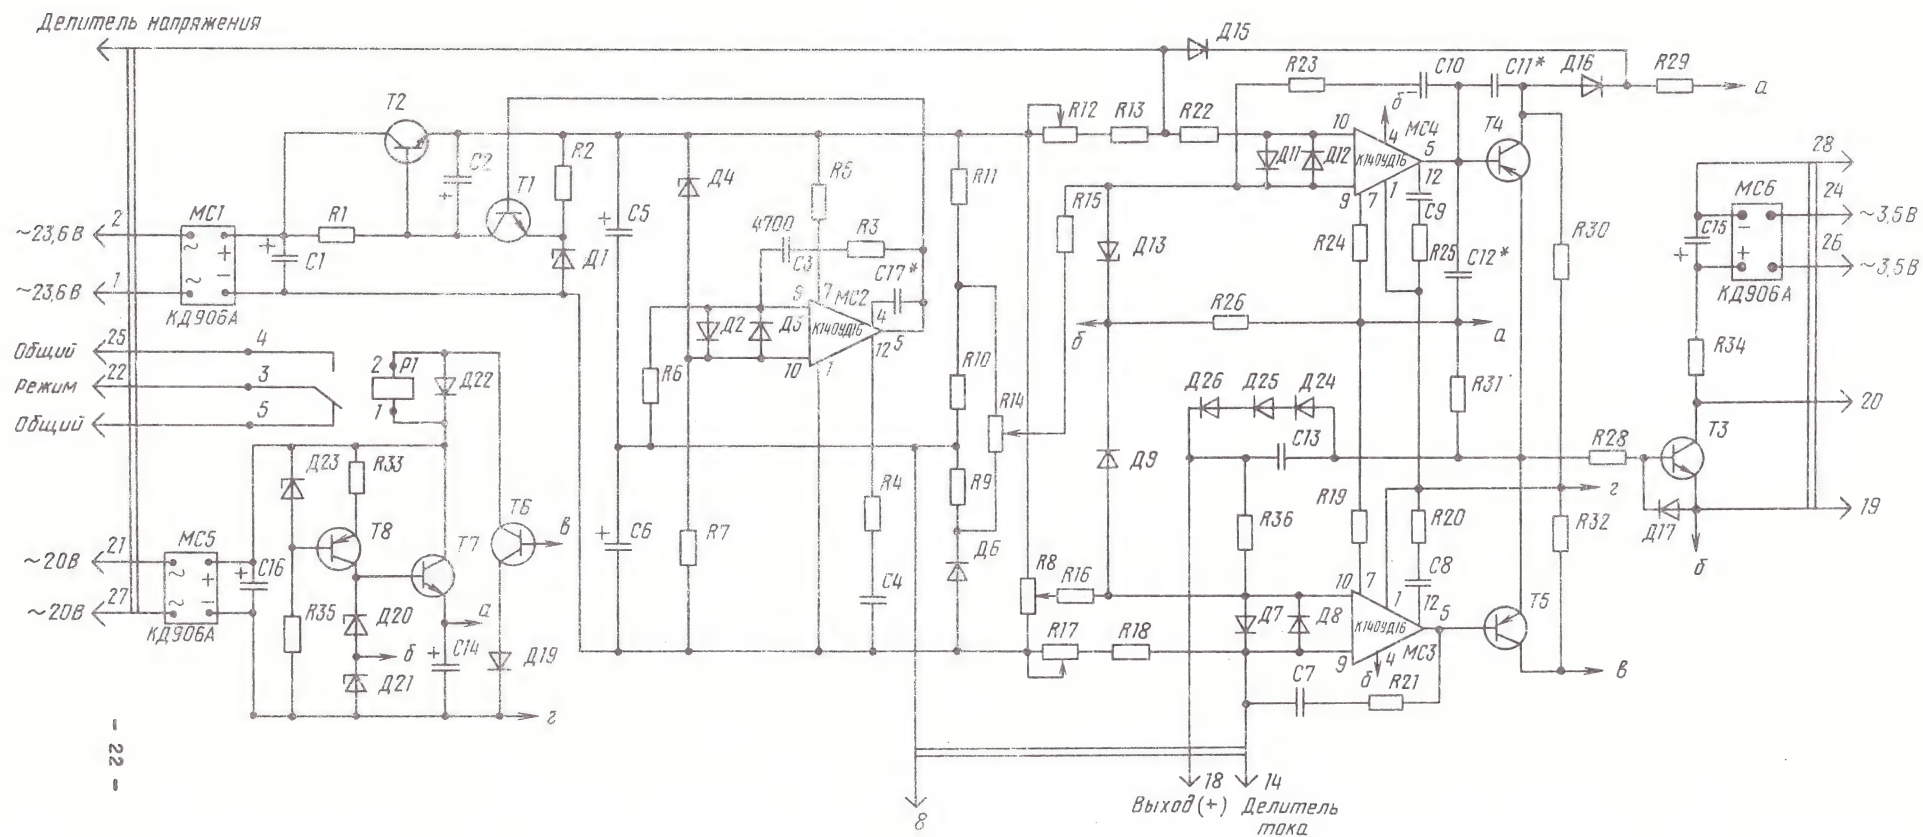 Делитель напряжения
Д15
R29
а
R23
C10
C11*
Д16
T2
R12
R13
R22
10
б
4
MC4
5
T4
C2
T1
R2
R5
R11
Д11
Д12
К140УД16
12
28
24
MC6
~3,5В
26
~3,5В
КД906А
C15
2
~23,6В
MC1
R1
C1
Д1
1
~23,6В
КД906А
C5
Д4
4700
C3
R3
C17*
9
7
MC2
4
К140УД16
12
5
10
1
Д2
Д3
R15
Д13
9
7
1
C9
R24
R25
C12*
R30
R26
б
а
25
Общий
4
22
Режим
3
Общий
5
2
P1
1
Д22
R6
R10
R14
Д26
Д25
Д24
R31
R34
20
C13
R28
T3
Д23
R33
Д9
R4
R9
R19
R20
г
R32
Д17
19
б
21
~20В
MC5
C16
T8
T7
T6
в
C6
R7
R36
27
~20В
КД906А
R35
Д20
а
б
C14
Д21
Д19
г
C4
Д6
R8
R16
10
7
1
C8
12
5
T5
Д7
Д8
К140УД16
R17
R18
9
4
б
MC3
C7
R21
в
- 22 -
8
18
14
Выход (+)
Делитель
тока